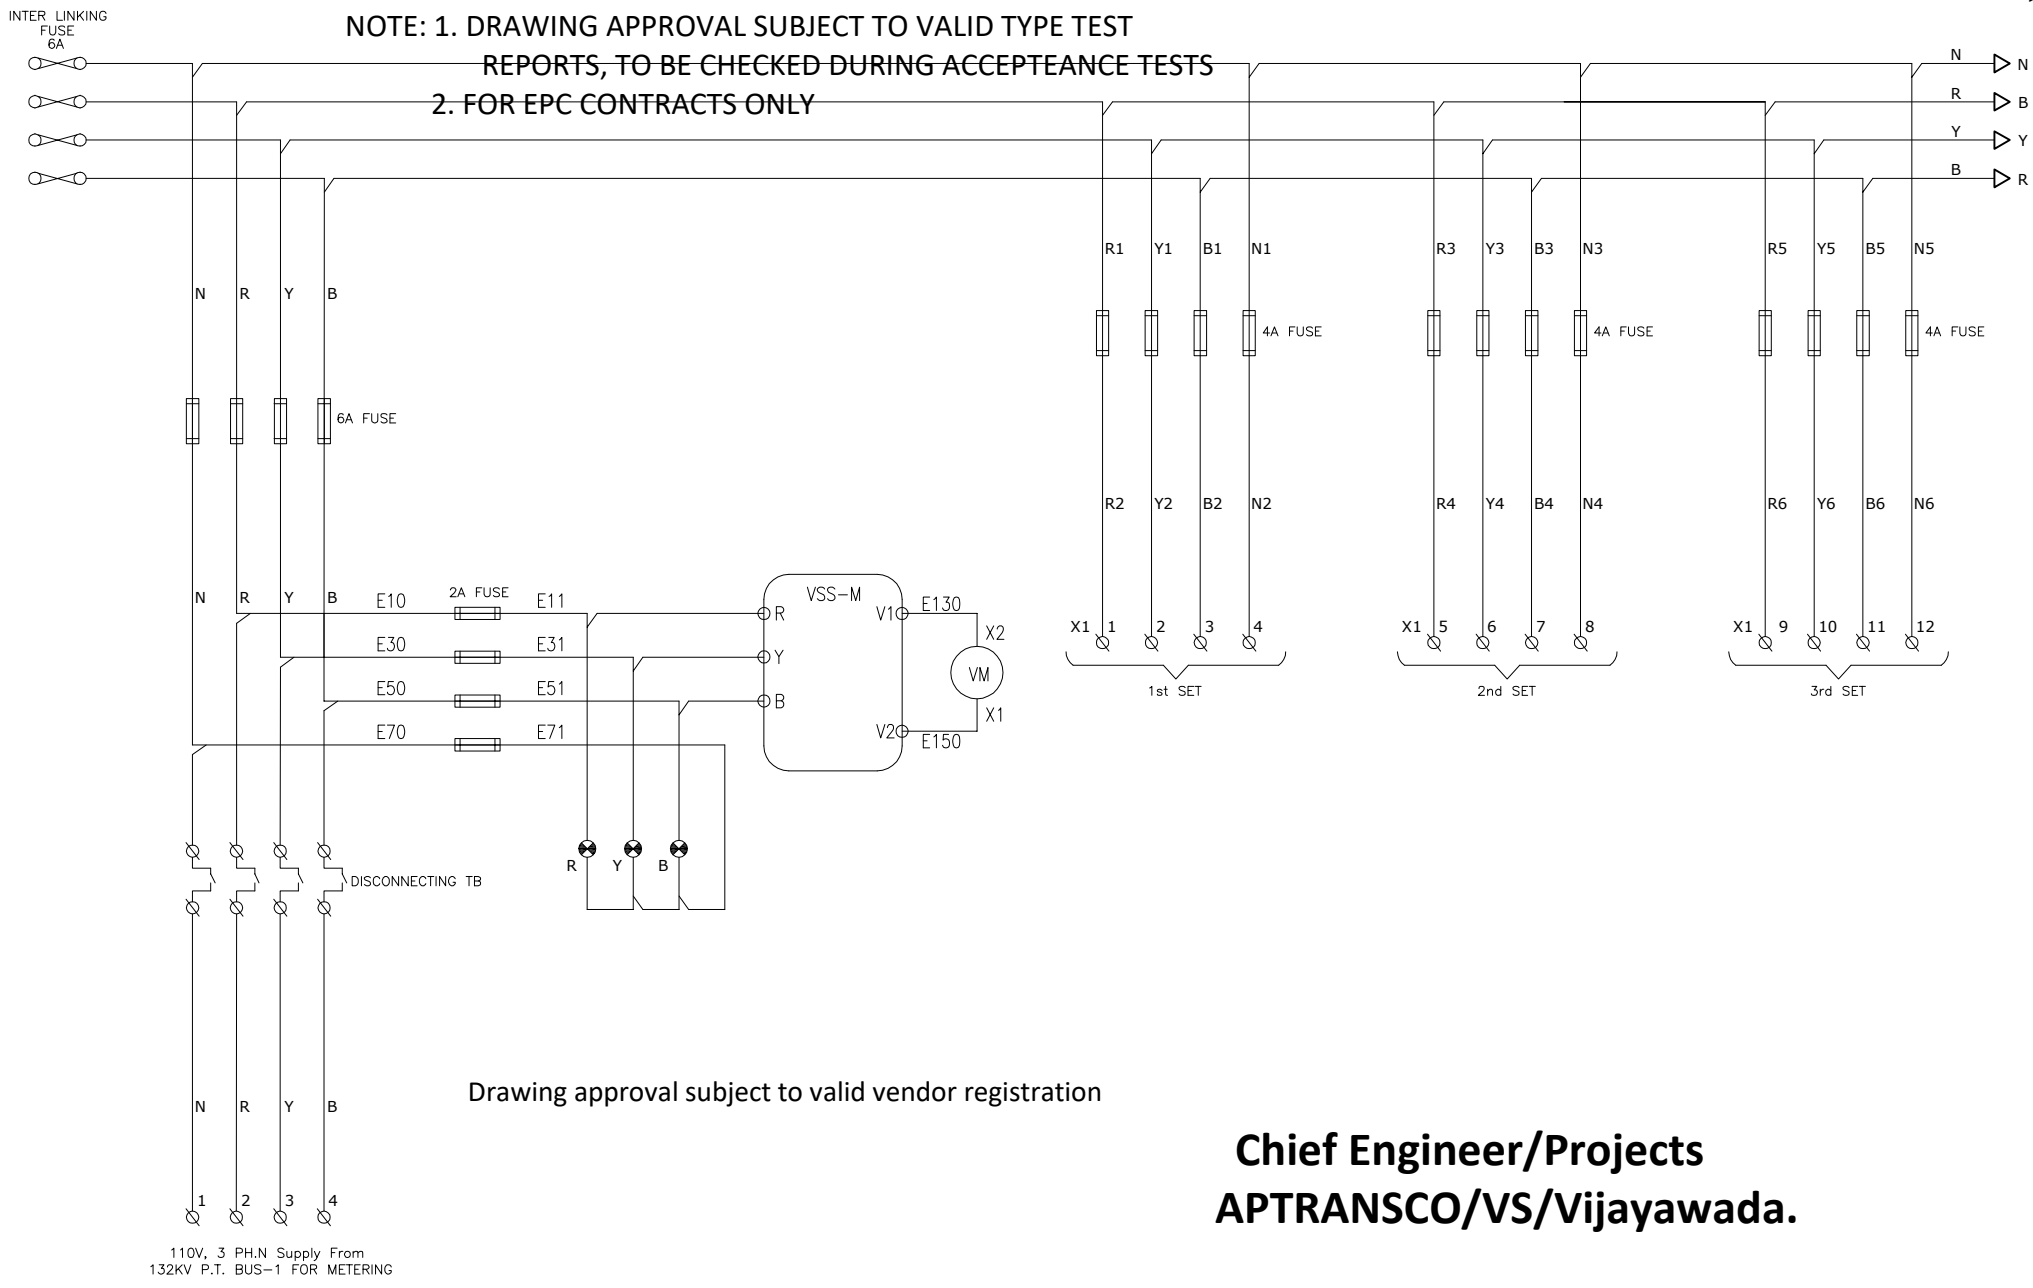 INTER LINKING
FUSE
6A
NOTE: 1. DRAWING APPROVAL SUBJECT TO VALID TYPE TEST
REPORTS, TO BE CHECKED DURING ACCEPTEANCE TESTS
2. FOR EPC CONTRACTS ONLY
N N
R B
Y Y
B R
R1 Y1 B1 N1 R3 Y3 B3 N3 R5 Y5 B5 N5
N R Y B
4A FUSE 4A FUSE 4A FUSE
6A FUSE
R2 Y2 B2 N2 R4 Y4 B4 N4 R6 Y6 B6 N6
N R Y B E10 2A FUSE E11
VSS-M
R V1 E130
E30 E31
Y
X2
VM
X1
E50 E51
B
E70 E71
V2 E150
X1 1 2 3 4 X1 5 6 7 8 X1 9 10 11 12
1st SET 2nd SET 3rd SET
R Y B
DISCONNECTING TB
Drawing approval subject to valid vendor registration
N R Y B
Chief Engineer/Projects
APTRANSCO/VS/Vijayawada.
1 2 3 4
110V, 3 PH.N Supply From
132KV P.T. BUS-1 FOR METERING